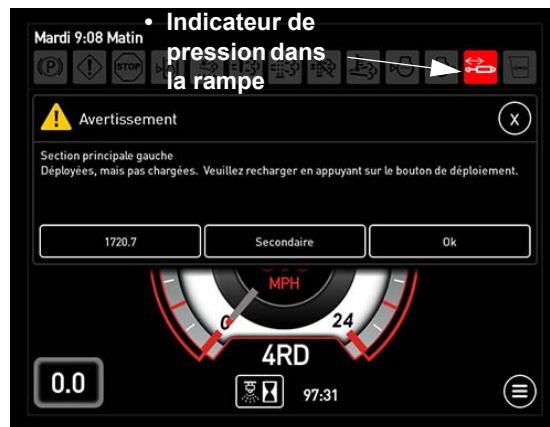 • Indicateur de
pression dans
la rampe
Mardi 9:08 Matin
(P)
STOP
Avertissement
X
Section principale gauche
Déployées, mais pas chargées. Veuillez recharger en appuyant sur le bouton de déploiement.
1720.7
Secondaire
Ok
MPH
0
24
4RD
0.0
97:31